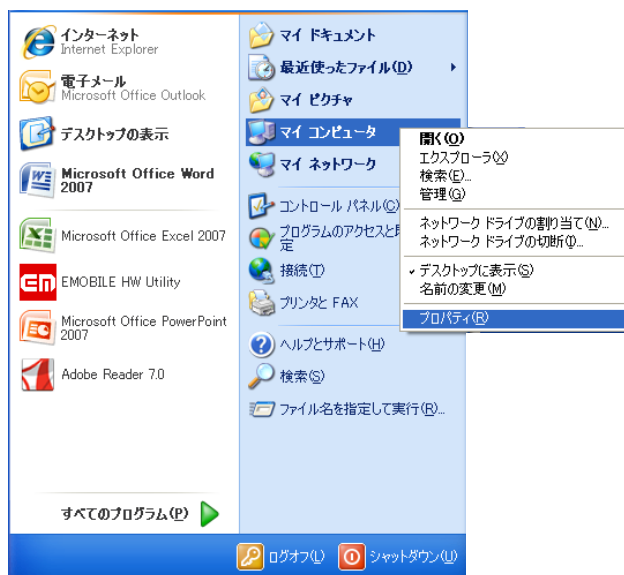 インターネット
Internet Explorer
電子メール
Microsoft Office Outlook
デスクトップの表示
Microsoft Office Word
2007
Microsoft Office Excel 2007
EMOBILE HW Utility
Microsoft Office PowerPoint
2007
Adobe Reader 7.0
すべてのプログラム(P)
マイ ドキュメント
最近使ったファイル(D)
マイ ピクチャ
マイ コンピュータ
マイ ネットワーク
コントロール パネル(C)
プログラムのアクセスと
定
接続(T)
プリンタと FAX
ヘルプとサポート(H)
検索(S)
ファイル名を指定して実行(R)...
開く(O)
エクスプローラ(X)
検索(E)...
管理(G)
ネットワーク ドライブの割り当て(N)...
ネットワーク ドライブの切断(I)...
デスクトップに表示(S)
名前の変更(M)
プロパティ(R)
ログオフ(L)
シャットダウン(U)